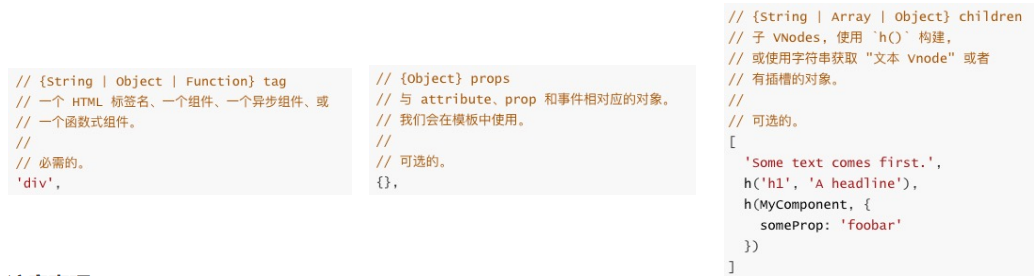 // {String | Object | Function} tag
// 一个 HTML 标签名、一个组件、一个异步组件、或
// 一个函数式组件。
//
// 必需的。
'div',
// {Object} props
// 与 attribute、prop 和事件相对应的对象。
// 我们会在模板中使用。
//
// 可选的。
{},
// {String | Array | Object} children
// 子 VNodes, 使用 `h()` 构建,
// 或使用字符串获取 "文本 Vnode" 或者
// 有插槽的对象。
//
// 可选的。
[
  'Some text comes first.',
  h('h1', 'A headline'),
  h(MyComponent, {
    someProp: 'foobar'
  })
]